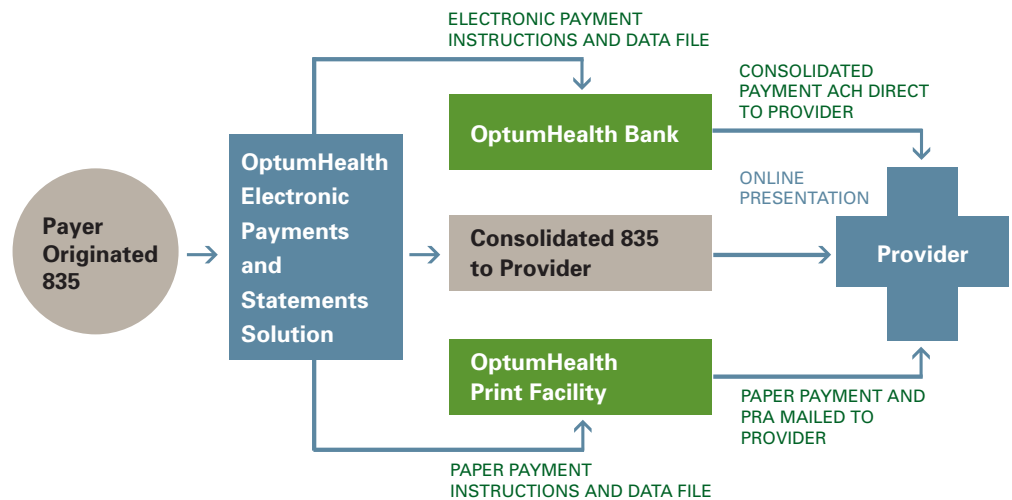 ELECTRONIC PAYMENT
INSTRUCTIONS AND DATA FILE
CONSOLIDATED
PAYMENT ACH DIRECT
TO PROVIDER
OptumHealth Bank
OptumHealth
Electronic
Payments
and
Statements
Solution
ONLINE
PRESENTATION
Payer
Originated
835
Consolidated 835
to Provider
Provider
OptumHealth
Print Facility
PAPER PAYMENT AND
PRA MAILED TO
PROVIDER
PAPER PAYMENT
INSTRUCTIONS AND DATA FILE